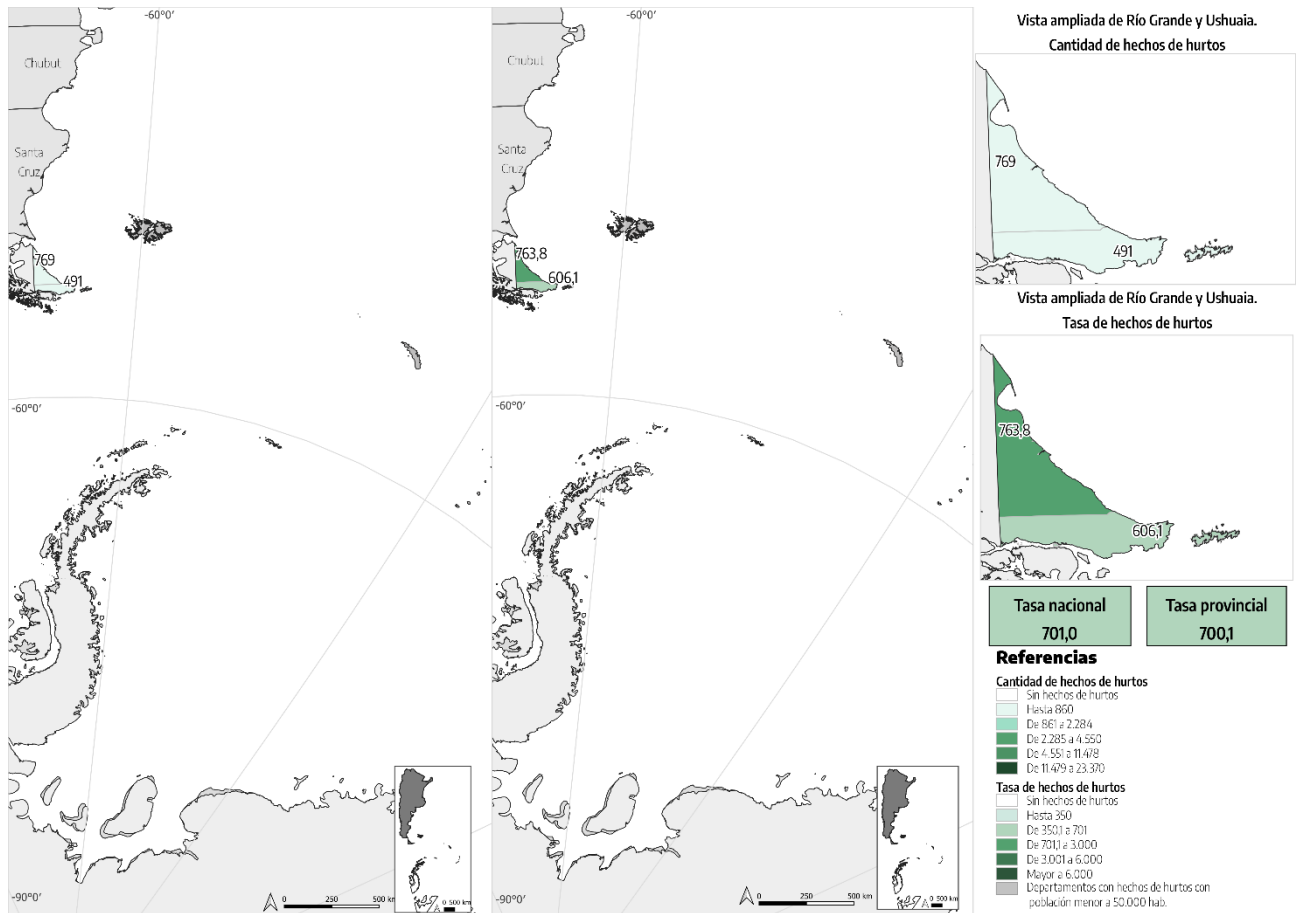 -60°0′
Chubut
Santa
Cruz
769
491
-60°0′
-90°0′
0 250 500 km
0 500 km
-60°0′
Chubut
Santa
Cruz
763,8
606,1
-60°0′
-90°0′
0 250 500 km
0 500 km
Vista ampliada de Río Grande y Ushuaia.
Cantidad de hechos de hurtos
769
491
Vista ampliada de Río Grande y Ushuaia.
Tasa de hechos de hurtos
763,8
606,1
Tasa nacional
701,0
Tasa provincial
700,1
Referencias
Cantidad de hechos de hurtos
Sin hechos de hurtos
Hasta 860
De 861 a 2.284
De 2.285 a 4.550
De 4.551 a 11.478
De 11.479 a 23.370
Tasa de hechos de hurtos
Sin hechos de hurtos
Hasta 350
De 350,1 a 701
De 701,1 a 3.000
De 3.001 a 6.000
Mayor a 6.000
Departamentos con hechos de hurtos con
población menor a 50.000 hab.